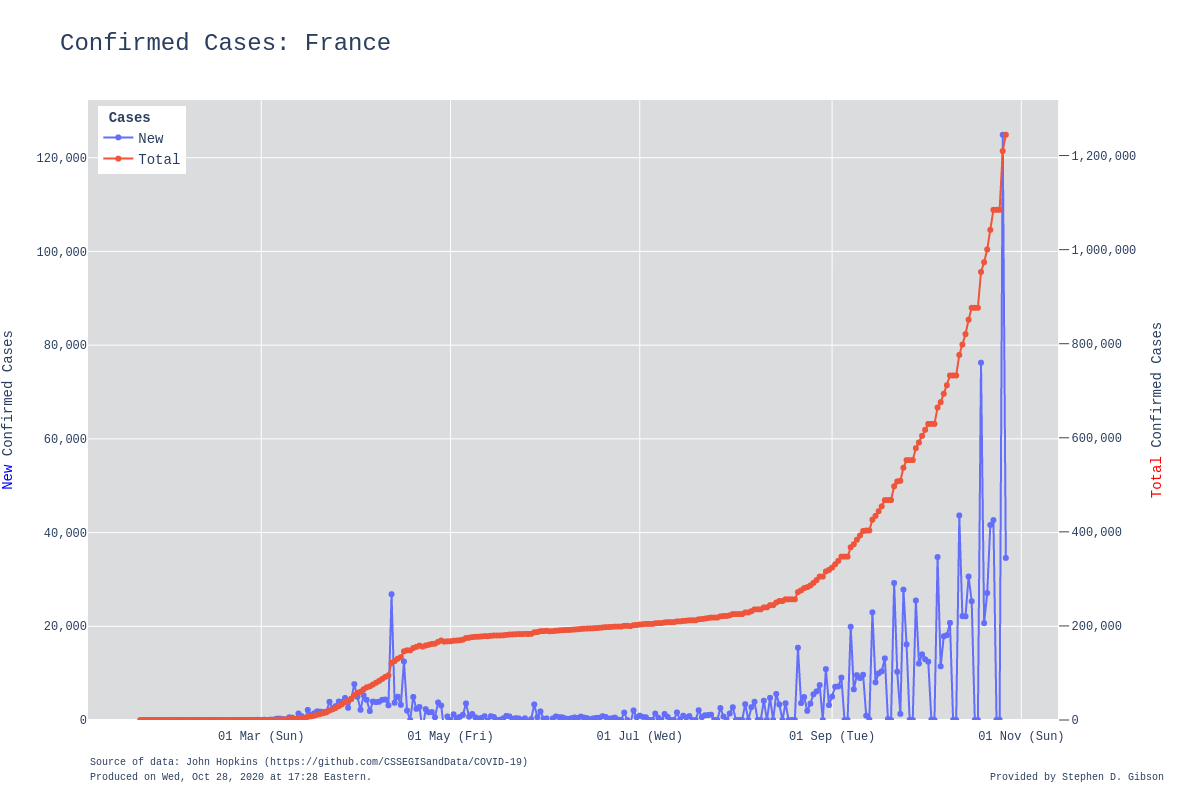 Confirmed Cases: France
Cases
New
Total
120,000
100,000
80,000
60,000
40,000
20,000
0
1,200,000
1,000,000
800,000
600,000
400,000
200,000
0
New Confirmed Cases
Total Confirmed Cases
01 Mar (Sun)
01 May (Fri)
01 Jul (Wed)
01 Sep (Tue)
01 Nov (Sun)
Source of data: John Hopkins (https://github.com/CSSEGISandData/COVID-19)
Produced on Wed, Oct 28, 2020 at 17:28 Eastern.
Provided by Stephen D. Gibson